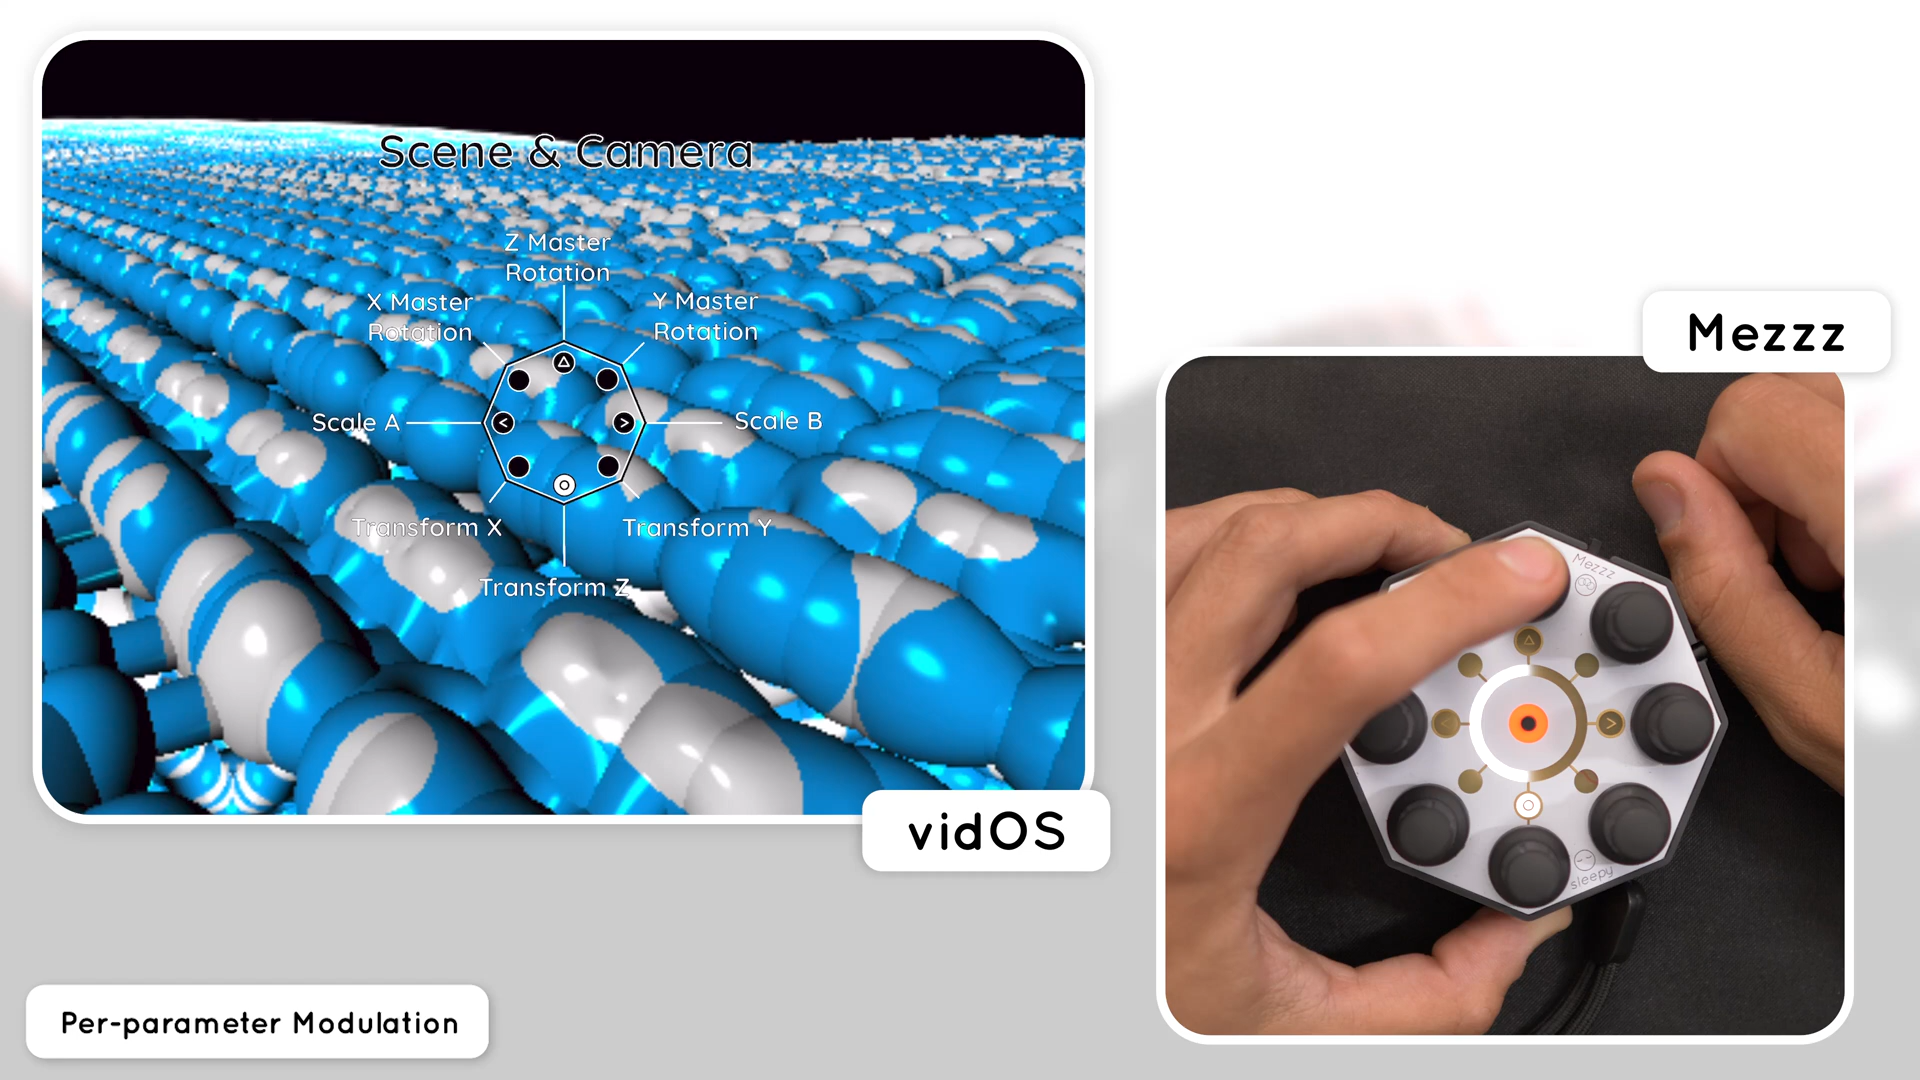 Scene & Camera
Z Master
Rotation
X Master
Rotation
Y Master
Rotation
Scale A
Scale B
Transform X
Transform Y
Transform Z
vidOS
Mezzz
Mezzz
sleepy
Per-parameter Modulation